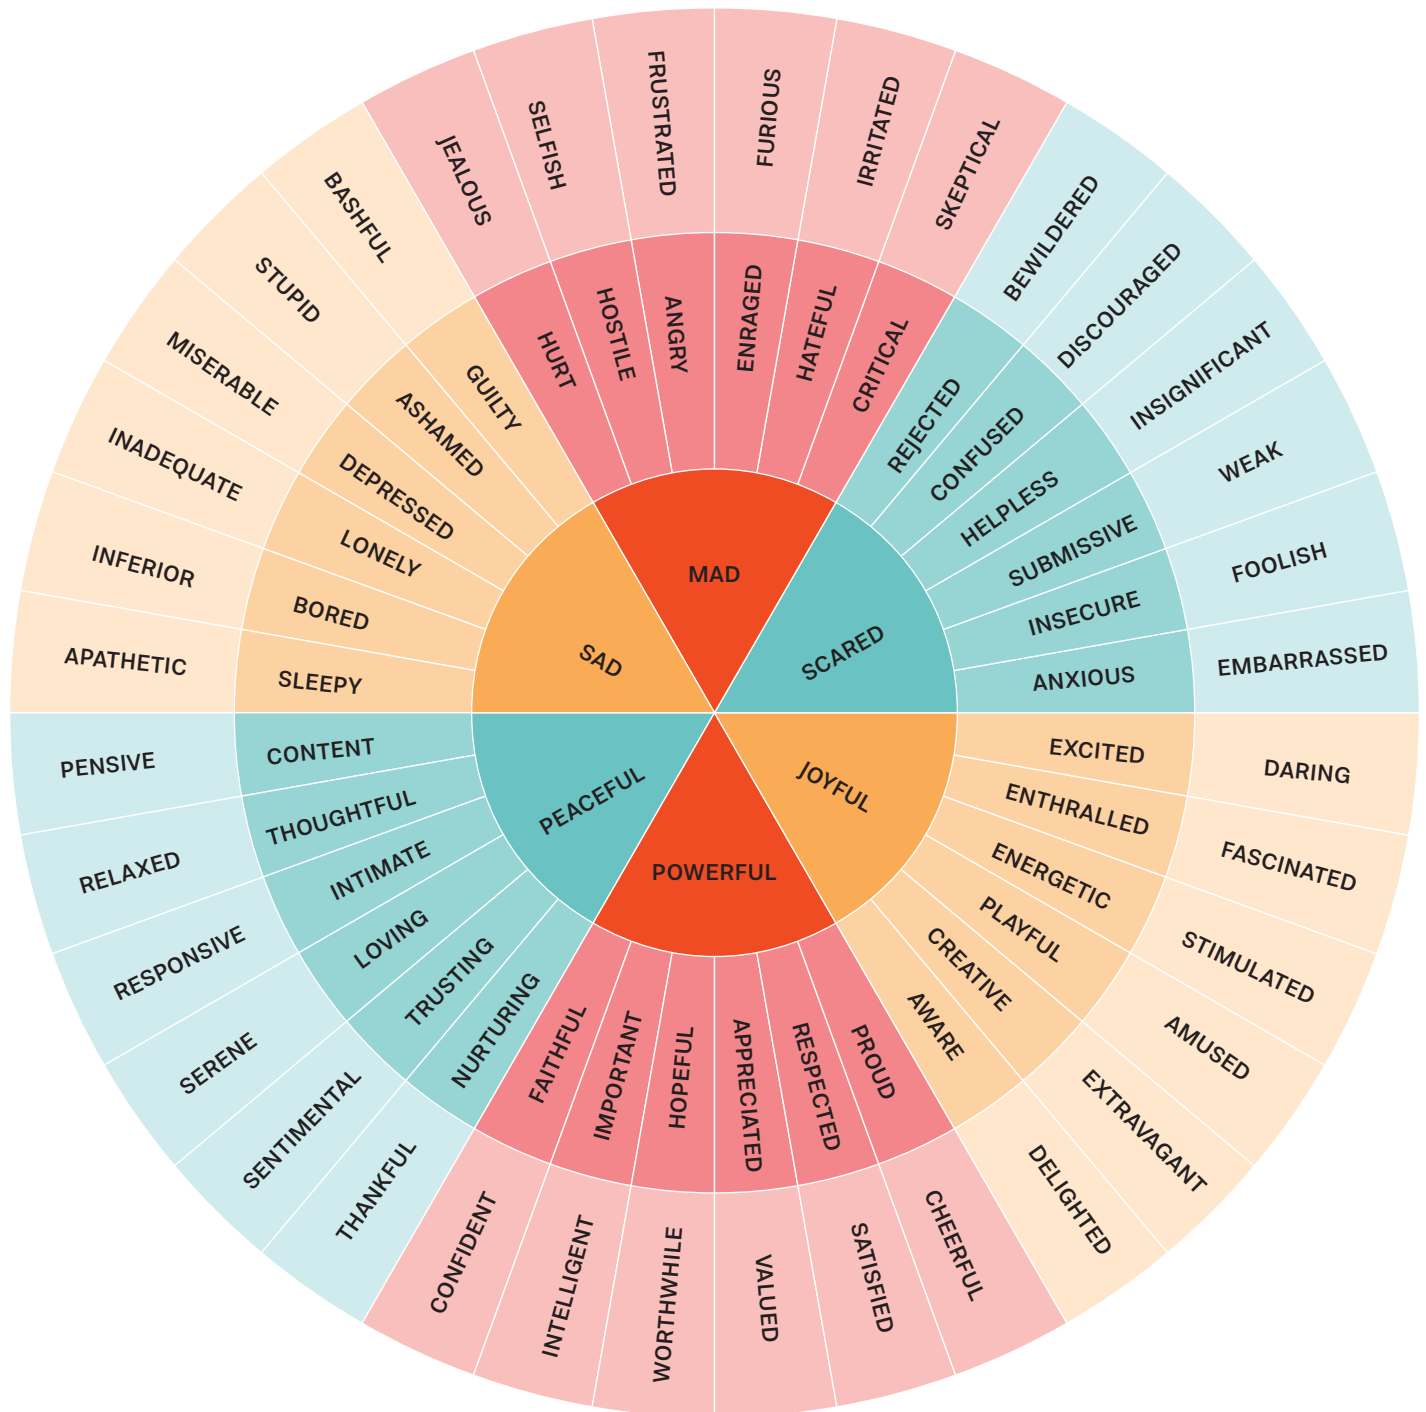 MAD
SCARED
JOYFUL
POWERFUL
PEACEFUL
SAD
HURT
HOSTILE
ANGRY
ENRAGED
HATEFUL
CRITICAL
REJECTED
CONFUSED
HELPLESS
SUBMISSIVE
INSECURE
ANXIOUS
EXCITED
ENTHRALLED
ENERGETIC
PLAYFUL
CREATIVE
AWARE
PROUD
RESPECTED
APPRECIATED
HOPEFUL
IMPORTANT
FAITHFUL
NURTURING
TRUSTING
LOVING
INTIMATE
THOUGHTFUL
CONTENT
SLEEPY
BORED
LONELY
DEPRESSED
ASHAMED
GUILTY
JEALOUS
SELFISH
FRUSTRATED
FURIOUS
IRRITATED
SKEPTICAL
BEWILDERED
DISCOURAGED
INSIGNIFICANT
WEAK
FOOLISH
EMBARRASSED
DARING
FASCINATED
STIMULATED
AMUSED
EXTRAVAGANT
DELIGHTED
CHEERFUL
SATISFIED
VALUED
WORTHWHILE
INTELLIGENT
CONFIDENT
THANKFUL
SENTIMENTAL
SERENE
RESPONSIVE
RELAXED
PENSIVE
APATHETIC
INFERIOR
INADEQUATE
MISERABLE
STUPID
BASHFUL